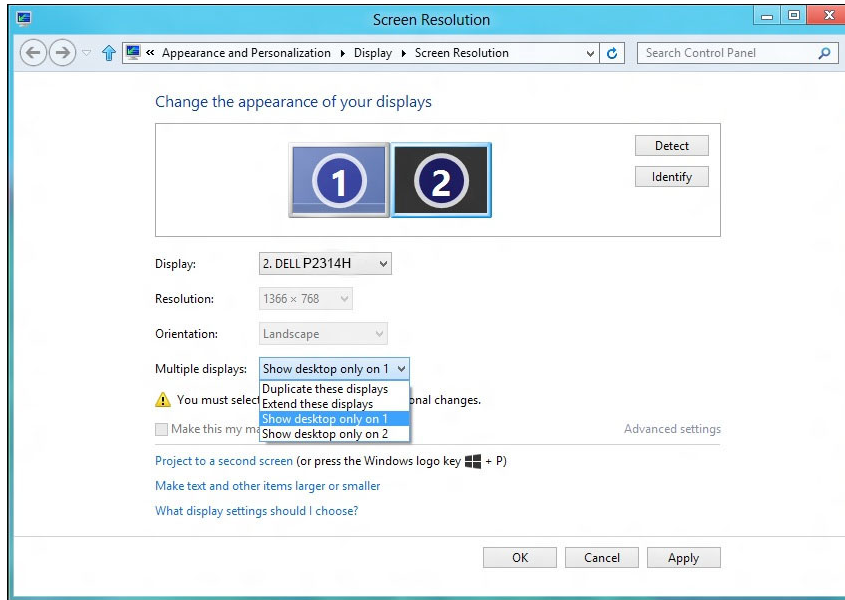 Screen Resolution
« Appearance and Personalization ▸ Display ▸ Screen Resolution
Search Control Panel
Change the appearance of your displays
1
2
Detect
Identify
Display:
2. DELL P2314H
Resolution:
1366 × 768
Orientation:
Landscape
Multiple displays:
Show desktop only on 1
Duplicate these displays
Extend these displays
Show desktop only on 1
Show desktop only on 2
You must select
onal changes.
Make this my ma
Advanced settings
Project to a second screen (or press the Windows logo key + P)
Make text and other items larger or smaller
What display settings should I choose?
OK
Cancel
Apply